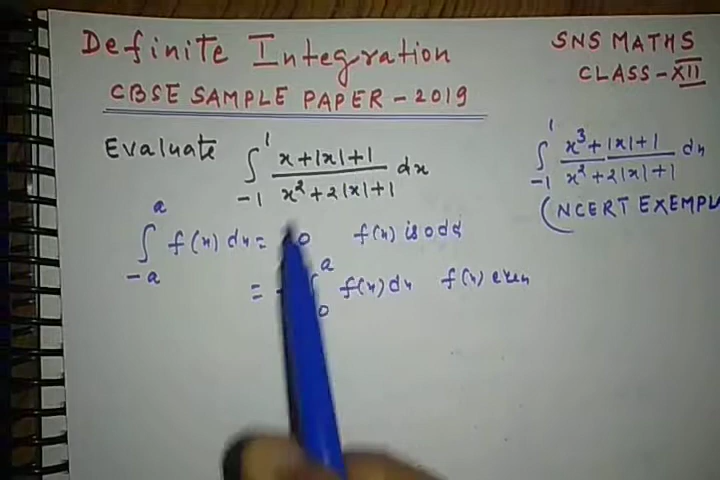 Definite Integration
SNS MATHS
CLASS-XII
CBSE SAMPLE PAPER - 2019
Evaluate ∫_{-1}^{1} (x+|x|+1)/(x²+2|x|+1) dx
∫_{-1}^{1} (x³+|x|+1)/(x²+2|x|+1) dx
(NCERT
∫_{-a}^{a} f(x) dx = 0 f(x) is odd
= ∫_{0}^{a} f(x) dx f(x) even